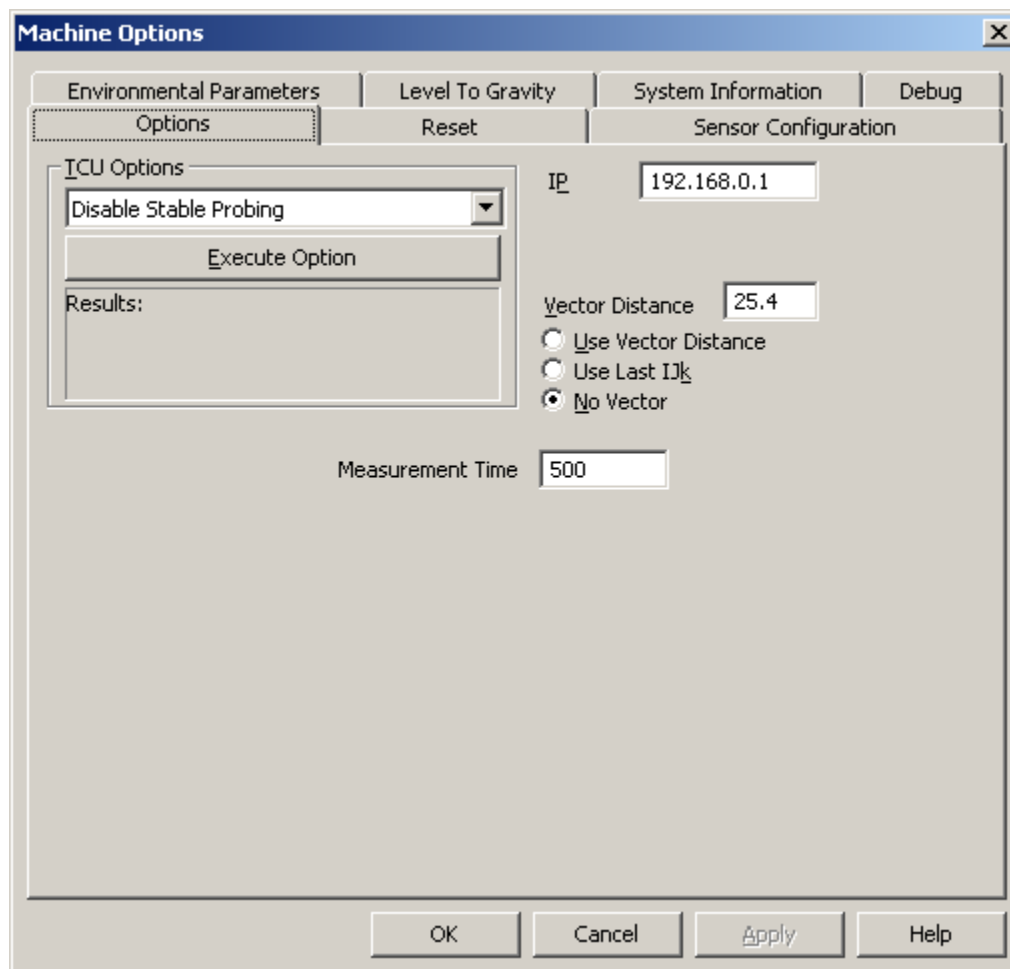 Machine Options
Environmental Parameters Level To Gravity System Information Debug
Options Reset Sensor Configuration
TCU Options
IP 192.168.0.1
Disable Stable Probing
Execute Option
Results:
Vector Distance 25.4
Use Vector Distance
Use Last IJk
No Vector
Measurement Time 500
OK Cancel Apply Help